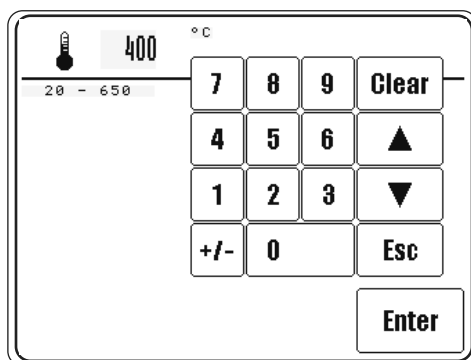 400 °C
20 - 650
7 8 9 Clear
4 5 6 ▲
1 2 3 ▼
+/- 0 Esc
Enter